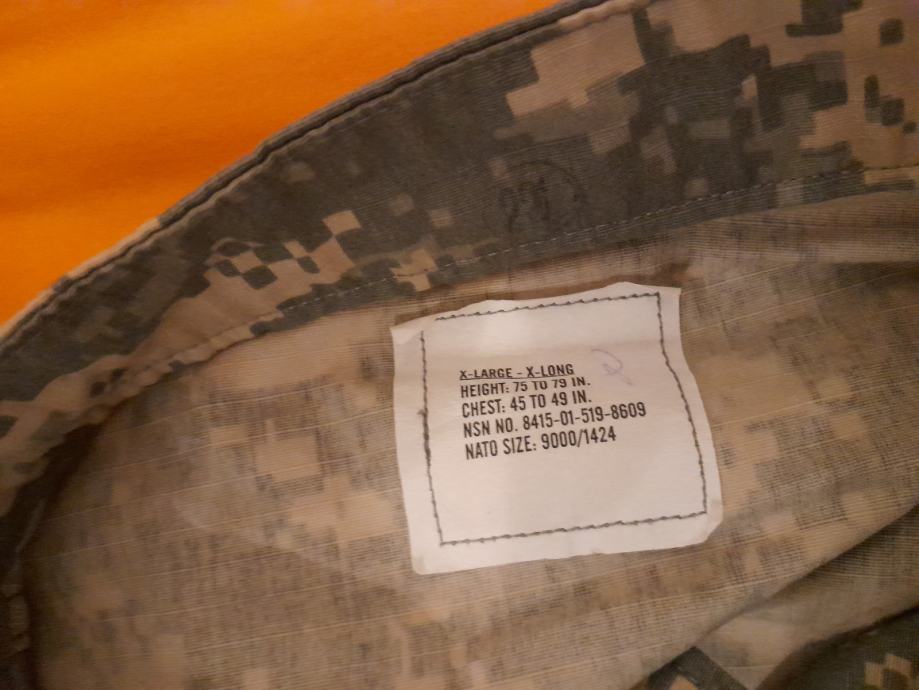 X-LARGE - X-LONG
HEIGHT: 75 TO 79 IN.
CHEST: 45 TO 49 IN.
NSN NO. 8415-01-519-8609
NATO SIZE: 9000/1424